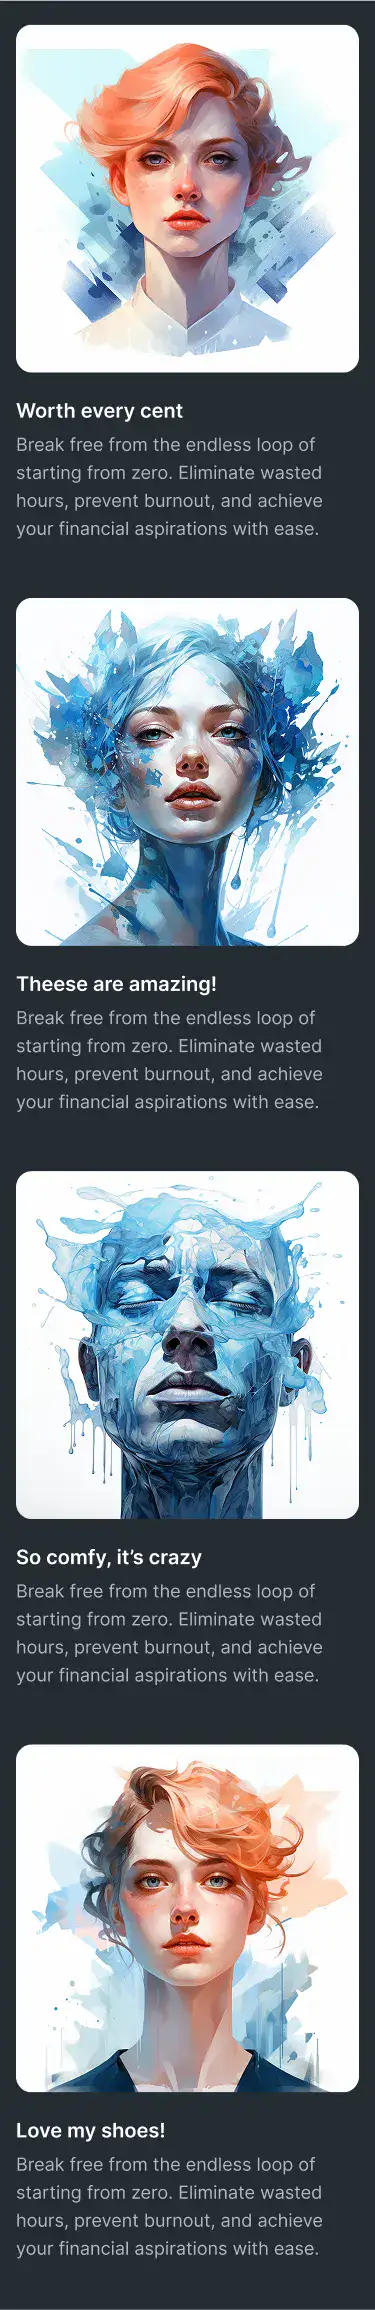 Worth every cent
Break free from the endless loop of
starting from zero. Eliminate wasted
hours, prevent burnout, and achieve
your financial aspirations with ease.
Theese are amazing!
Break free from the endless loop of
starting from zero. Eliminate wasted
hours, prevent burnout, and achieve
your financial aspirations with ease.
So comfy, it’s crazy
Break free from the endless loop of
starting from zero. Eliminate wasted
hours, prevent burnout, and achieve
your financial aspirations with ease.
Love my shoes!
Break free from the endless loop of
starting from zero. Eliminate wasted
hours, prevent burnout, and achieve
your financial aspirations with ease.